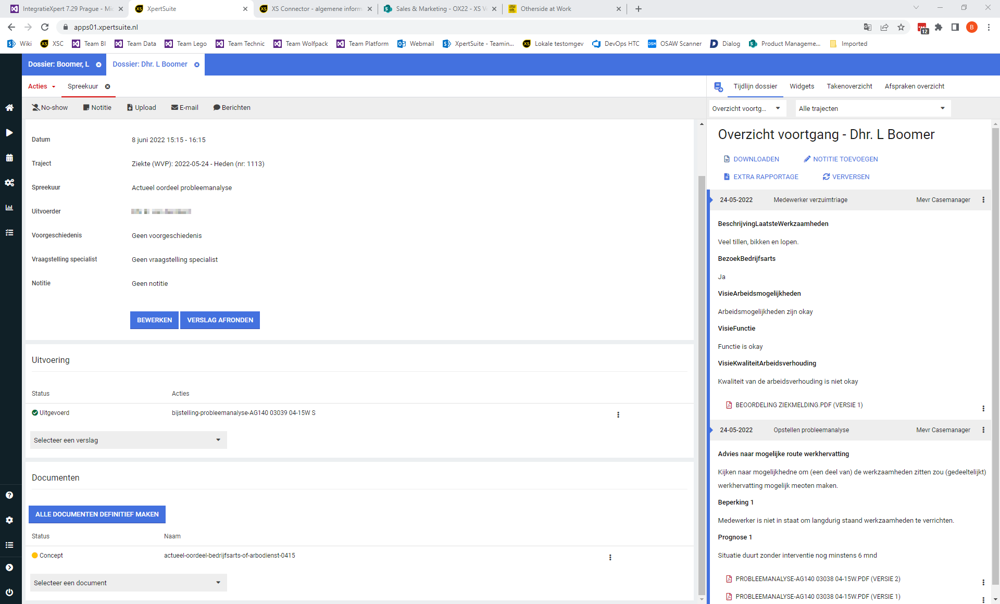 IntegratieXpert 7.29 Prague - Mic
XpertSuite
XS Connector - algemene inform
Sales & Marketing - OX22 - XS V
Otherside at Work
apps01.xpertsuite.nl
12
B
Wiki
XSC
Team BI
Team Data
Team Lego
Team Technic
Team Wolfpack
Team Platform
Webmail
XpertSuite - Teamin...
Lokale testomgev
DevOps HTC
OSAW Scanner
Dialog
Product Manageme...
Imported
Dossier: Boomer, L
Dossier: Dhr. L Boomer
Acties
Spreekuur
No-show
Notitie
Upload
E-mail
Berichten
Datum
8 juni 2022 15:15 - 16:15
Traject
Ziekte (WVP): 2022-05-24 - Heden (nr: 1113)
Spreekuur
Actueel oordeel probleemanalyse
Uitvoerder
Voorgeschiedenis
Geen voorgeschiedenis
Vraagstelling specialist
Geen vraagstelling specialist
Notitie
Geen notitie
BEWERKEN
VERSLAG AFRONDEN
Uitvoering
Status
Acties
Uitgevoerd
bijstelling-probleemanalyse-AG140 03039 04-15W S
Selecteer een verslag
Documenten
ALLE DOCUMENTEN DEFINITIEF MAKEN
Status
Naam
Concept
actueel-oordeel-bedrijfsarts-of-arbodienst-0415
Selecteer een document
Tijdlijn dossier
Widgets
Takenoverzicht
Afspraken overzicht
Overzicht voortg...
Alle trajecten
Overzicht voortgang - Dhr. L Boomer
DOWNLOADEN
NOTITIE TOEVOEGEN
EXTRA RAPPORTAGE
VERVERSEN
24-05-2022
Medewerker verzuimtriage
Mevr Casemanager
BeschrijvingLaatsteWerkzaamheden
Veel tillen, bikken en lopen.
BezoekBedrijfsarts
Ja
VisieArbeidsmogelijkheden
Arbeidsmogelijkheden zijn okay
VisieFunctie
Functie is okay
VisieKwaliteitArbeidsverhouding
Kwaliteit van de arbeidsverhouding is niet okay
BEOORDELING ZIEKMELDING.PDF (VERSIE 1)
24-05-2022
Opstellen probleemanalyse
Mevr Casemanager
Advies naar mogelijke route werkhervatting
Kijken naar mogelijkhedne om (een deel van) de werkzaamheden zitten zou (gedeeltelijkt)
werkhervatting mogelijk meoten maken.
Beperking 1
Medewerker is niet in staat om langdurig staand werkzaamheden te verrichten.
Prognose 1
Situatie duurt zonder interventie nog minstens 6 mnd
PROBLEEMANALYSE-AG140 03038 04-15W.PDF (VERSIE 2)
PROBLEEMANALYSE-AG140 03038 04-15W.PDF (VERSIE 1)